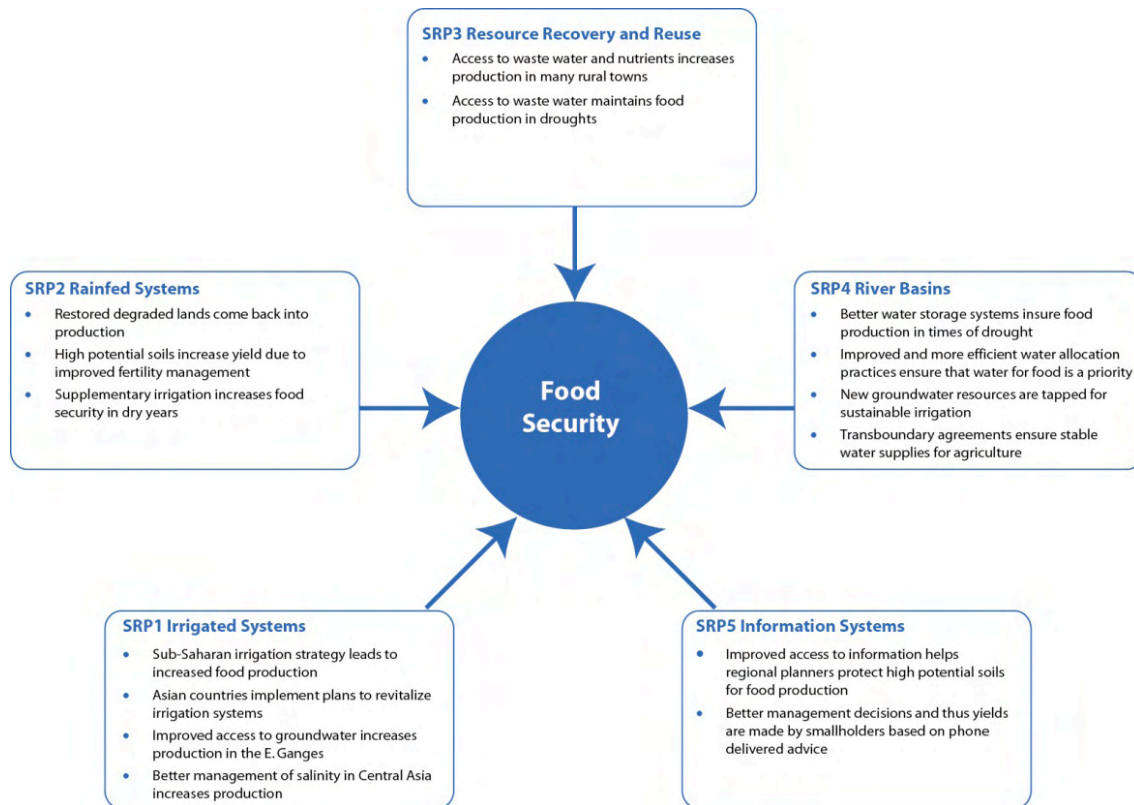 SRP3 Resource Recovery and Reuse
• Access to waste water and nutrients increases
production in many rural towns
• Access to waste water maintains food
production in droughts
SRP2 Rainfed Systems
• Restored degraded lands come back into
production
• High potential soils increase yield due to
improved fertility management
• Supplementary irrigation increases food
security in dry years
Food
Security
SRP4 River Basins
• Better water storage systems insure food
production in times of drought
• Improved and more efficient water allocation
practices ensure that water for food is a priority
• New groundwater resources are tapped for
sustainable irrigation
• Transboundary agreements ensure stable
water supplies for agriculture
SRP1 Irrigated Systems
• Sub-Saharan irrigation strategy leads to
increased food production
• Asian countries implement plans to revitalize
irrigation systems
• Improved access to groundwater increases
production in the E. Ganges
• Better management of salinity in Central Asia
increases production
SRP5 Information Systems
• Improved access to information helps
regional planners protect high potential soils
for food production
• Better management decisions and thus yields
are made by smallholders based on phone
delivered advice